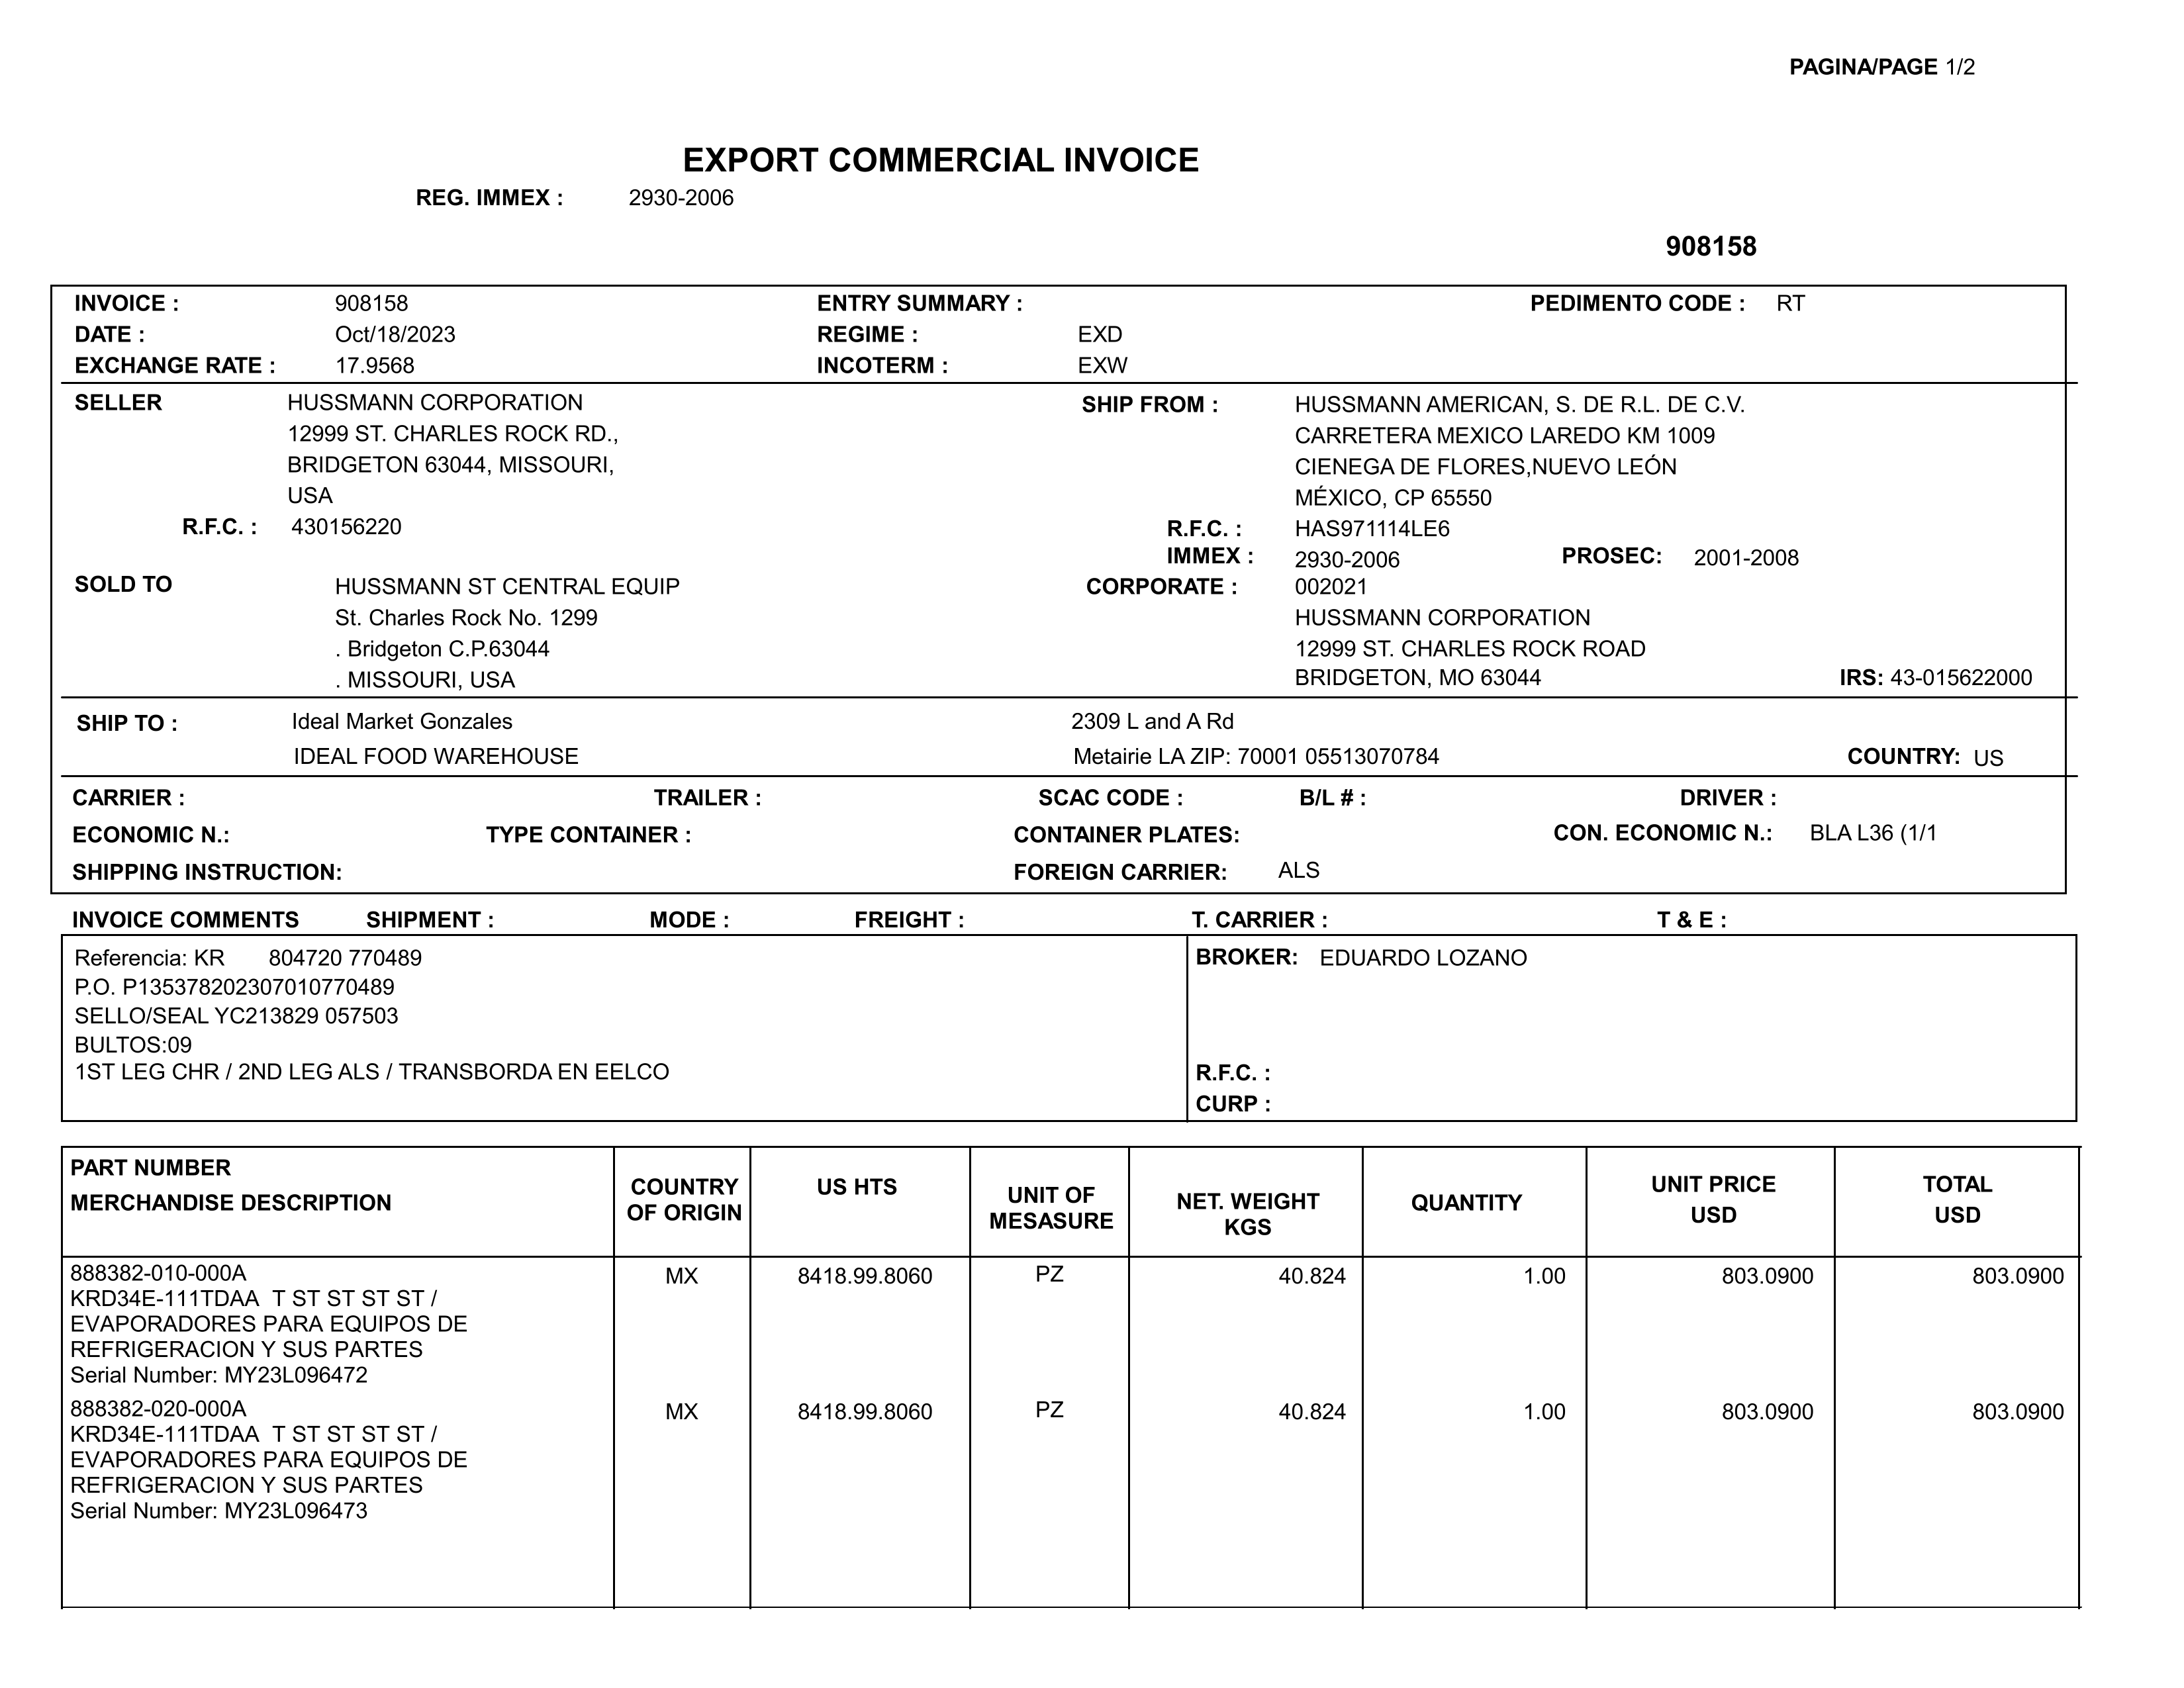 PAGINA/PAGE 1/2
EXPORT COMMERCIAL INVOICE
REG. IMMEX : 2930-2006
908158
INVOICE : 908158 ENTRY SUMMARY : PEDIMENTO CODE : RT
DATE : Oct/18/2023 REGIME : EXD
EXCHANGE RATE : 17.9568 INCOTERM : EXW
SELLER HUSSMANN CORPORATION
12999 ST. CHARLES ROCK RD.,
BRIDGETON 63044, MISSOURI,
USA
R.F.C. : 430156220
SHIP FROM : HUSSMANN AMERICAN, S. DE R.L. DE C.V.
CARRETERA MEXICO LAREDO KM 1009
CIENEGA DE FLORES,NUEVO LEÓN
MÉXICO, CP 65550
R.F.C. : HAS971114LE6
IMMEX : 2930-2006 PROSEC: 2001-2008
SOLD TO HUSSMANN ST CENTRAL EQUIP
St. Charles Rock No. 1299
. Bridgeton C.P.63044
. MISSOURI, USA
CORPORATE : 002021
HUSSMANN CORPORATION
12999 ST. CHARLES ROCK ROAD
BRIDGETON, MO 63044 IRS: 43-015622000
SHIP TO : Ideal Market Gonzales 2309 L and A Rd
IDEAL FOOD WAREHOUSE Metairie LA ZIP: 70001 05513070784 COUNTRY: US
CARRIER : TRAILER : SCAC CODE : B/L # : DRIVER :
ECONOMIC N.: TYPE CONTAINER : CONTAINER PLATES: CON. ECONOMIC N.: BLA L36 (1/1
SHIPPING INSTRUCTION: FOREIGN CARRIER: ALS
INVOICE COMMENTS SHIPMENT : MODE : FREIGHT : T. CARRIER : T & E :
Referencia: KR 804720 770489
P.O. P135378202307010770489
SELLO/SEAL YC213829 057503
BULTOS:09
1ST LEG CHR / 2ND LEG ALS / TRANSBORDA EN EELCO
BROKER: EDUARDO LOZANO
R.F.C. :
CURP :
PART NUMBER
MERCHANDISE DESCRIPTION
COUNTRY
OF ORIGIN
US HTS
UNIT OF
MESASURE
NET. WEIGHT
KGS
QUANTITY
UNIT PRICE
USD
TOTAL
USD
888382-010-000A MX 8418.99.8060 PZ 40.824 1.00 803.0900 803.0900
KRD34E-111TDAA T ST ST ST ST /
EVAPORADORES PARA EQUIPOS DE
REFRIGERACION Y SUS PARTES
Serial Number: MY23L096472
888382-020-000A MX 8418.99.8060 PZ 40.824 1.00 803.0900 803.0900
KRD34E-111TDAA T ST ST ST ST /
EVAPORADORES PARA EQUIPOS DE
REFRIGERACION Y SUS PARTES
Serial Number: MY23L096473